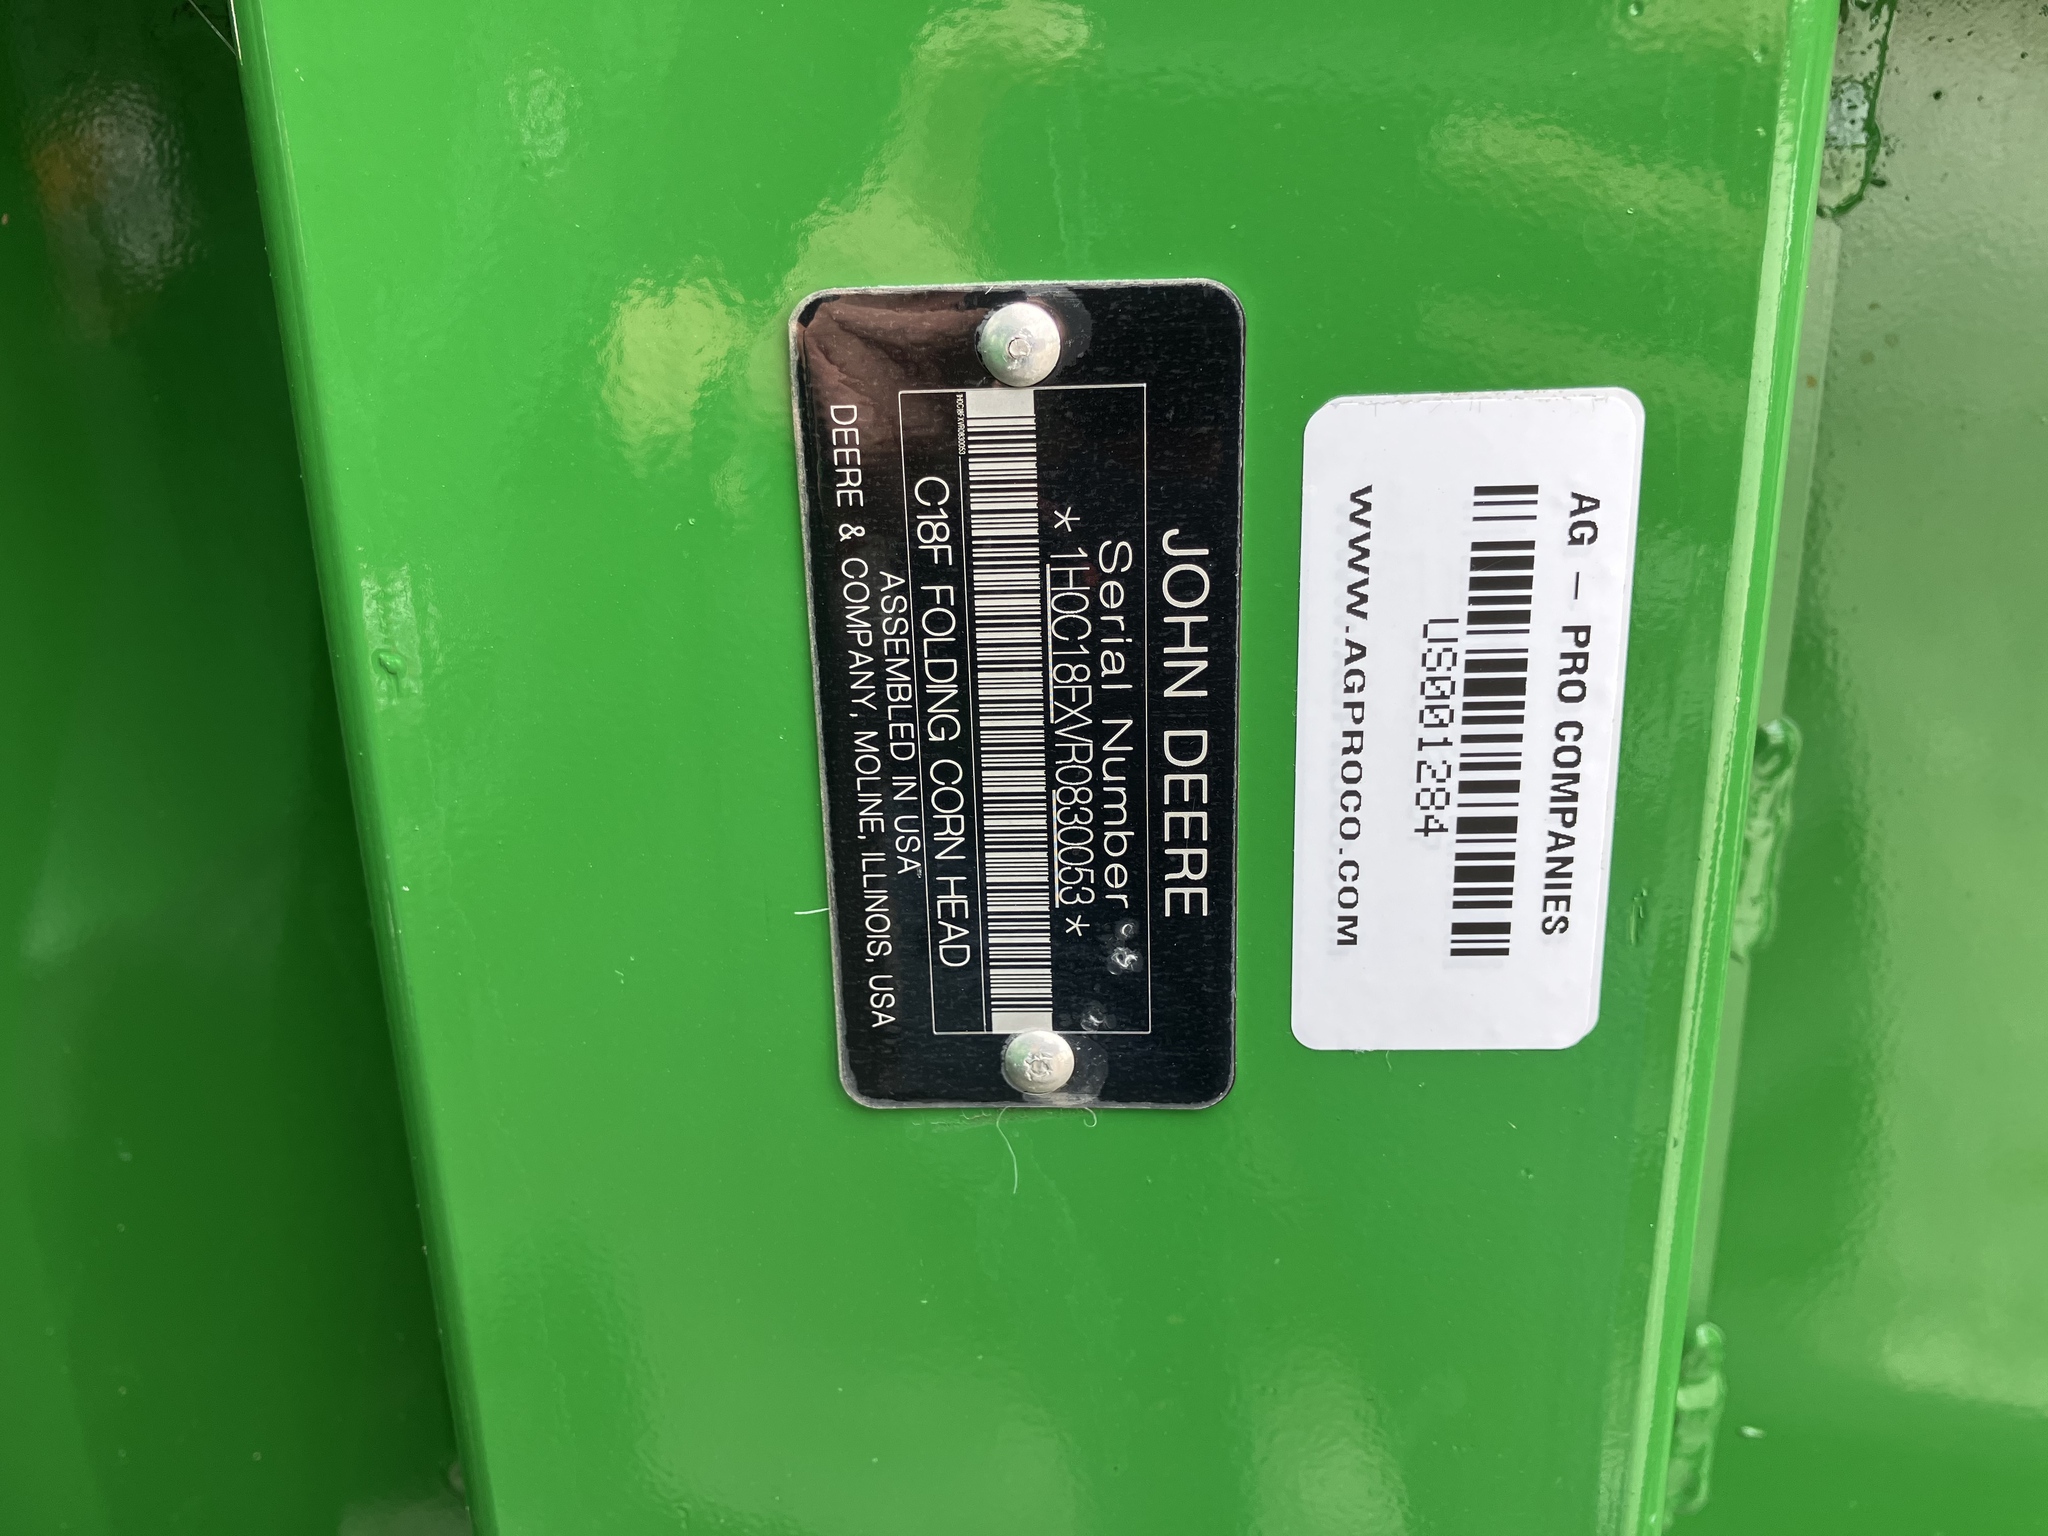 AG - PRO COMPANIES
US001284
WWW.AGPROCO.COM
JOHN DEERE
Serial Number
*1H0C18FXVR0830053*
1H0C18FXVR0830053
C18F FOLDING CORN HEAD
ASSEMBLED IN USA
DEERE & COMPANY, MOLINE, ILLINOIS, USA